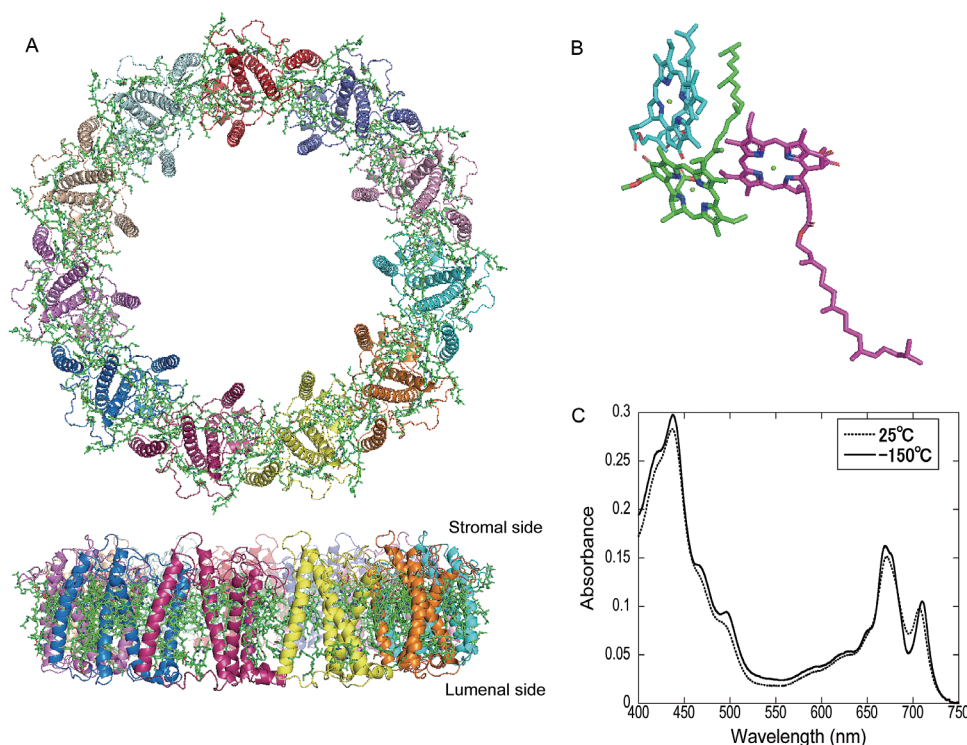 A
B
Stromal side
Lumenal side
C
25°C
-150°C
0.3
0.25
0.2
0.15
0.1
0.05
0
Absorbance
400 450 500 550 600 650 700 750
Wavelength (nm)